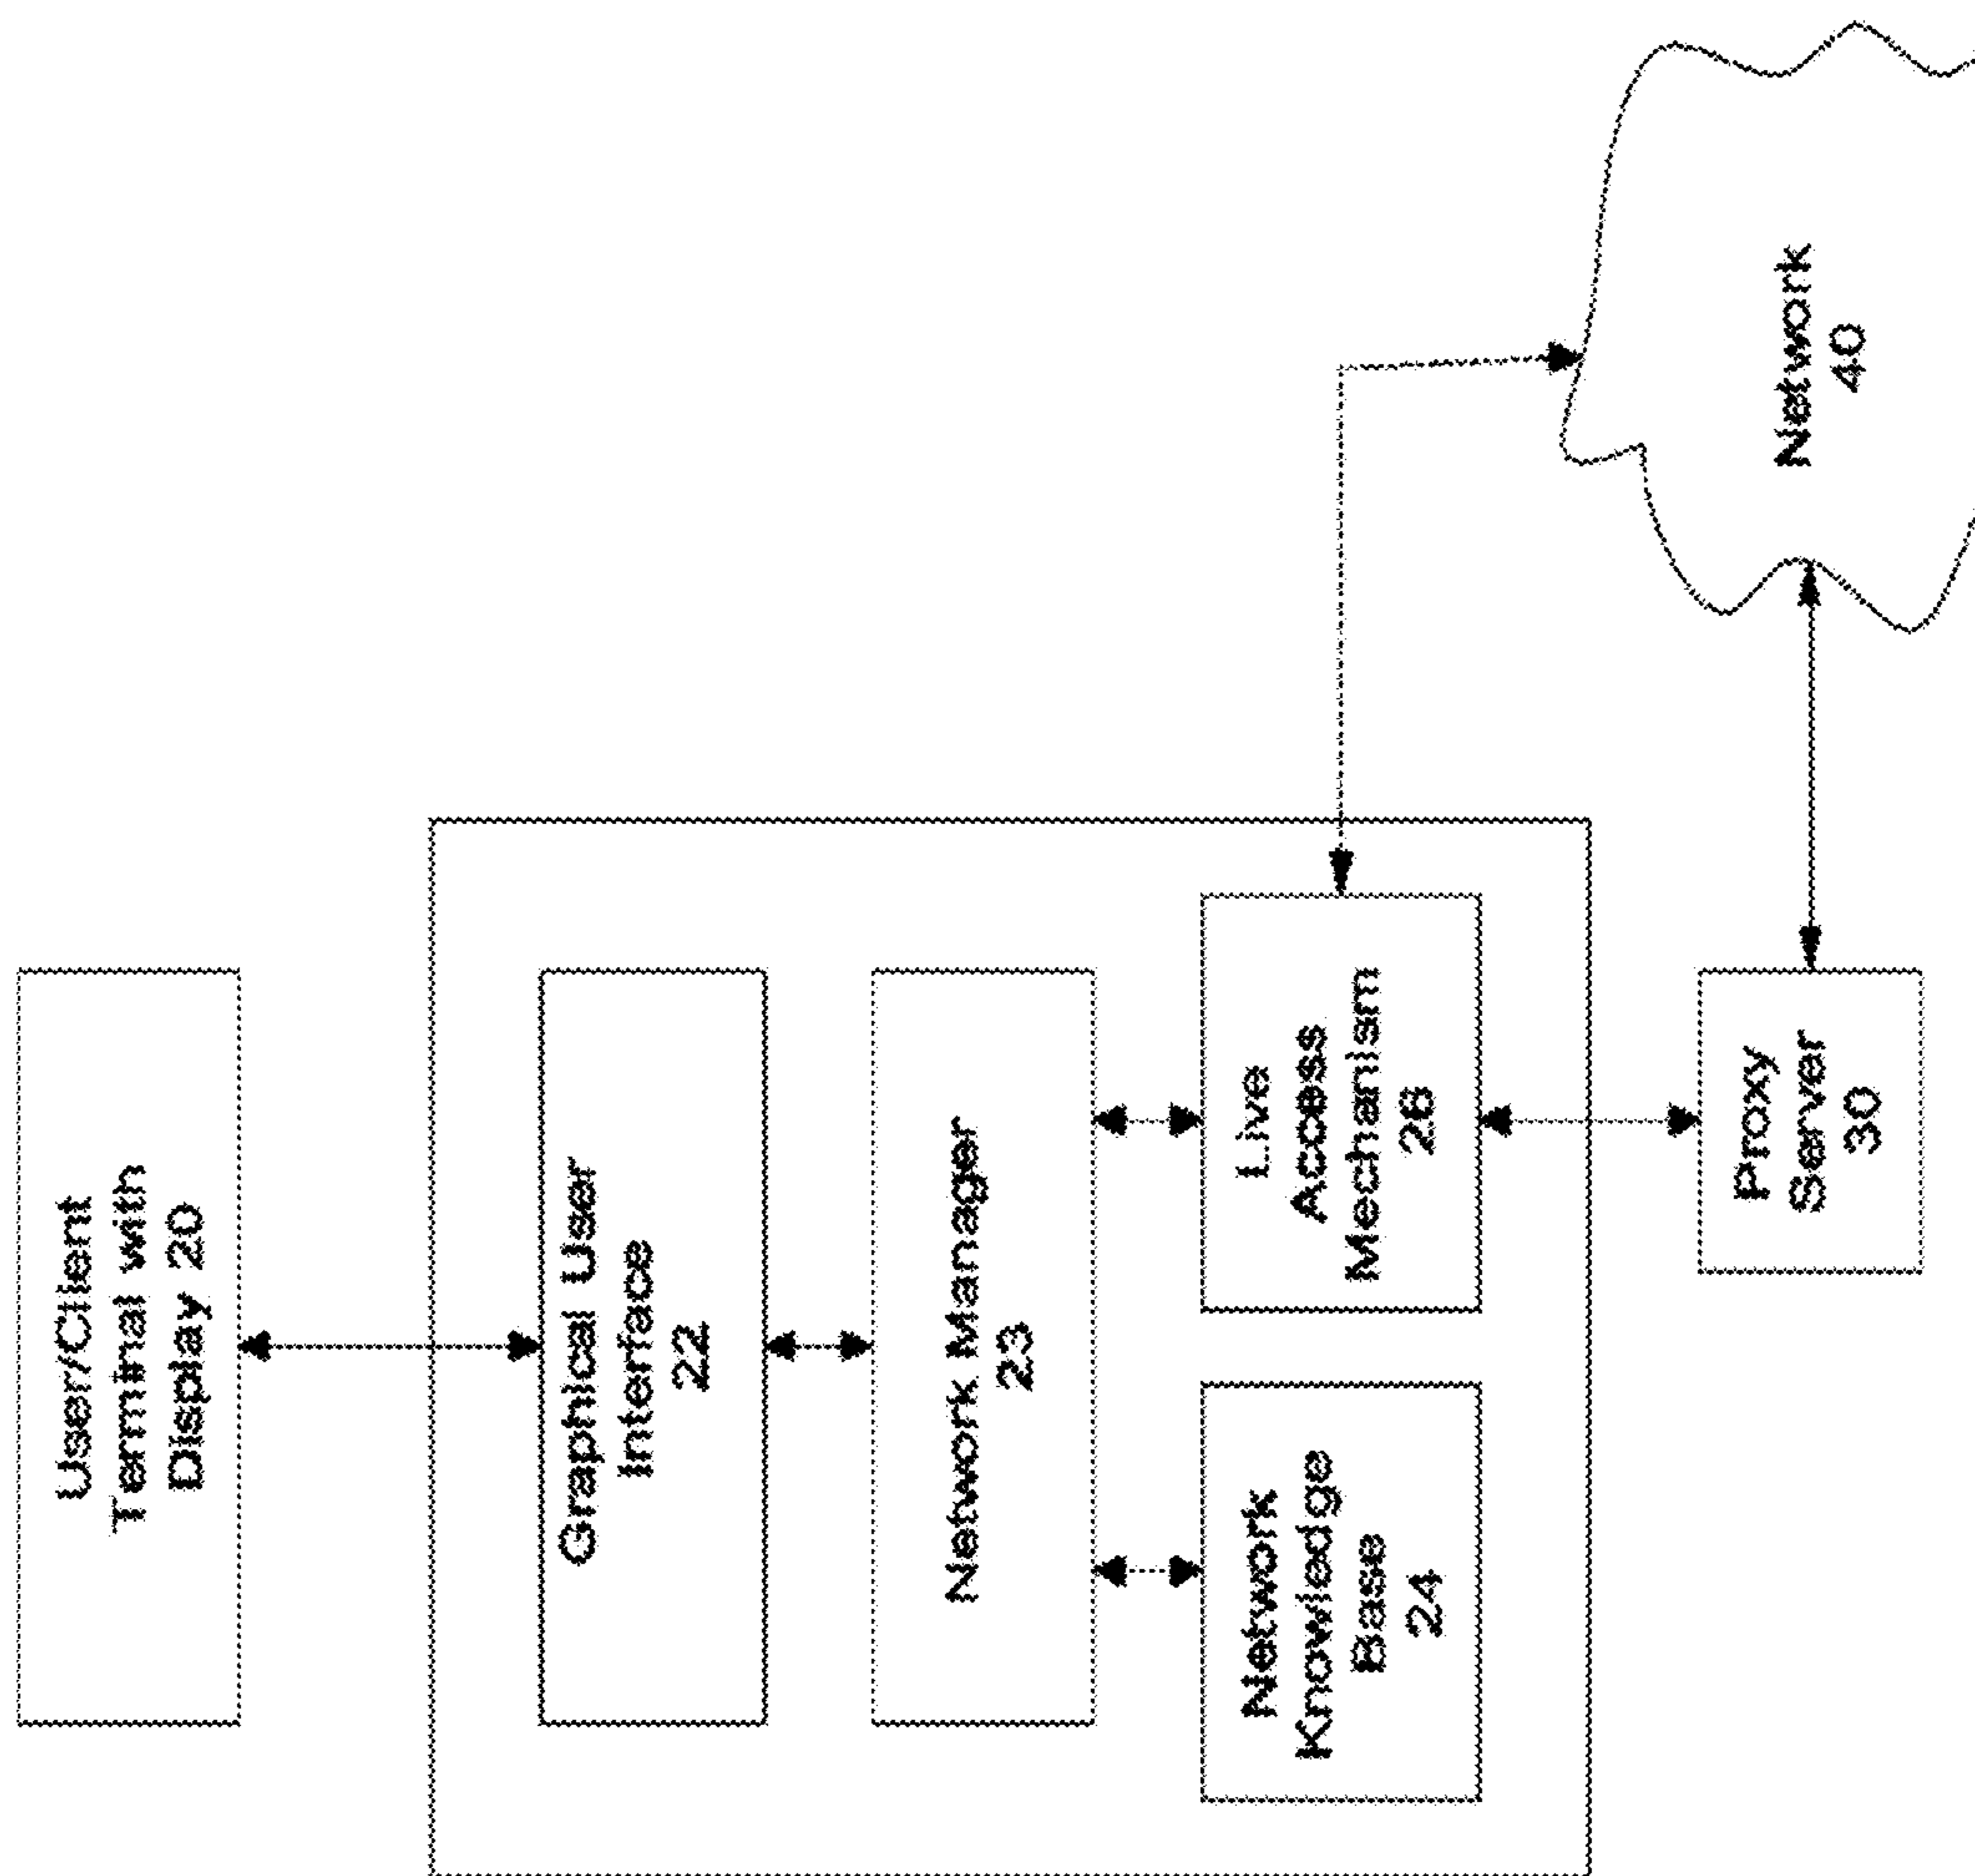 User/Client
Terminal with
Display 20
Graphical User
Interface
22
Network Manager
23
Network
Knowledge
Base
24
Live
Access
Mechanism
Proxy
Server
30
Network
40